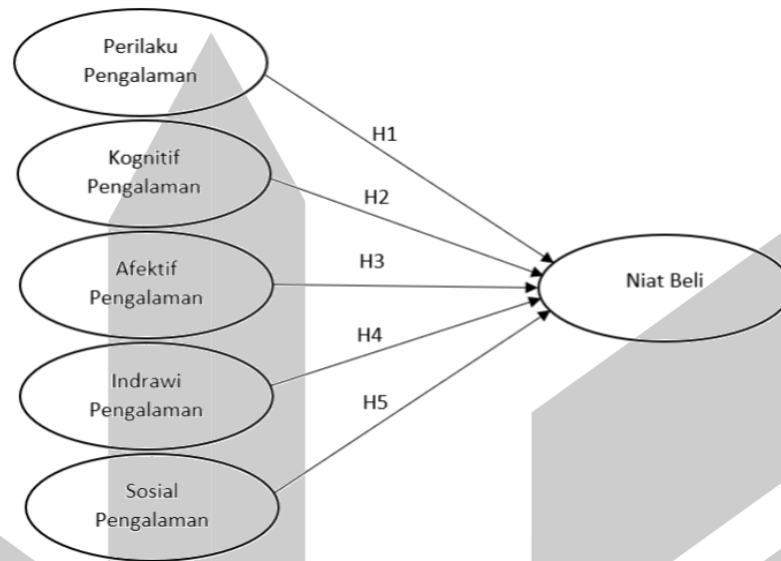 Perilaku
Pengalaman
H1
Kognitif
Pengalaman
H2
Afektif
Pengalaman
H3
Niat Beli
Indrawi
Pengalaman
H4
Sosial
Pengalaman
H5